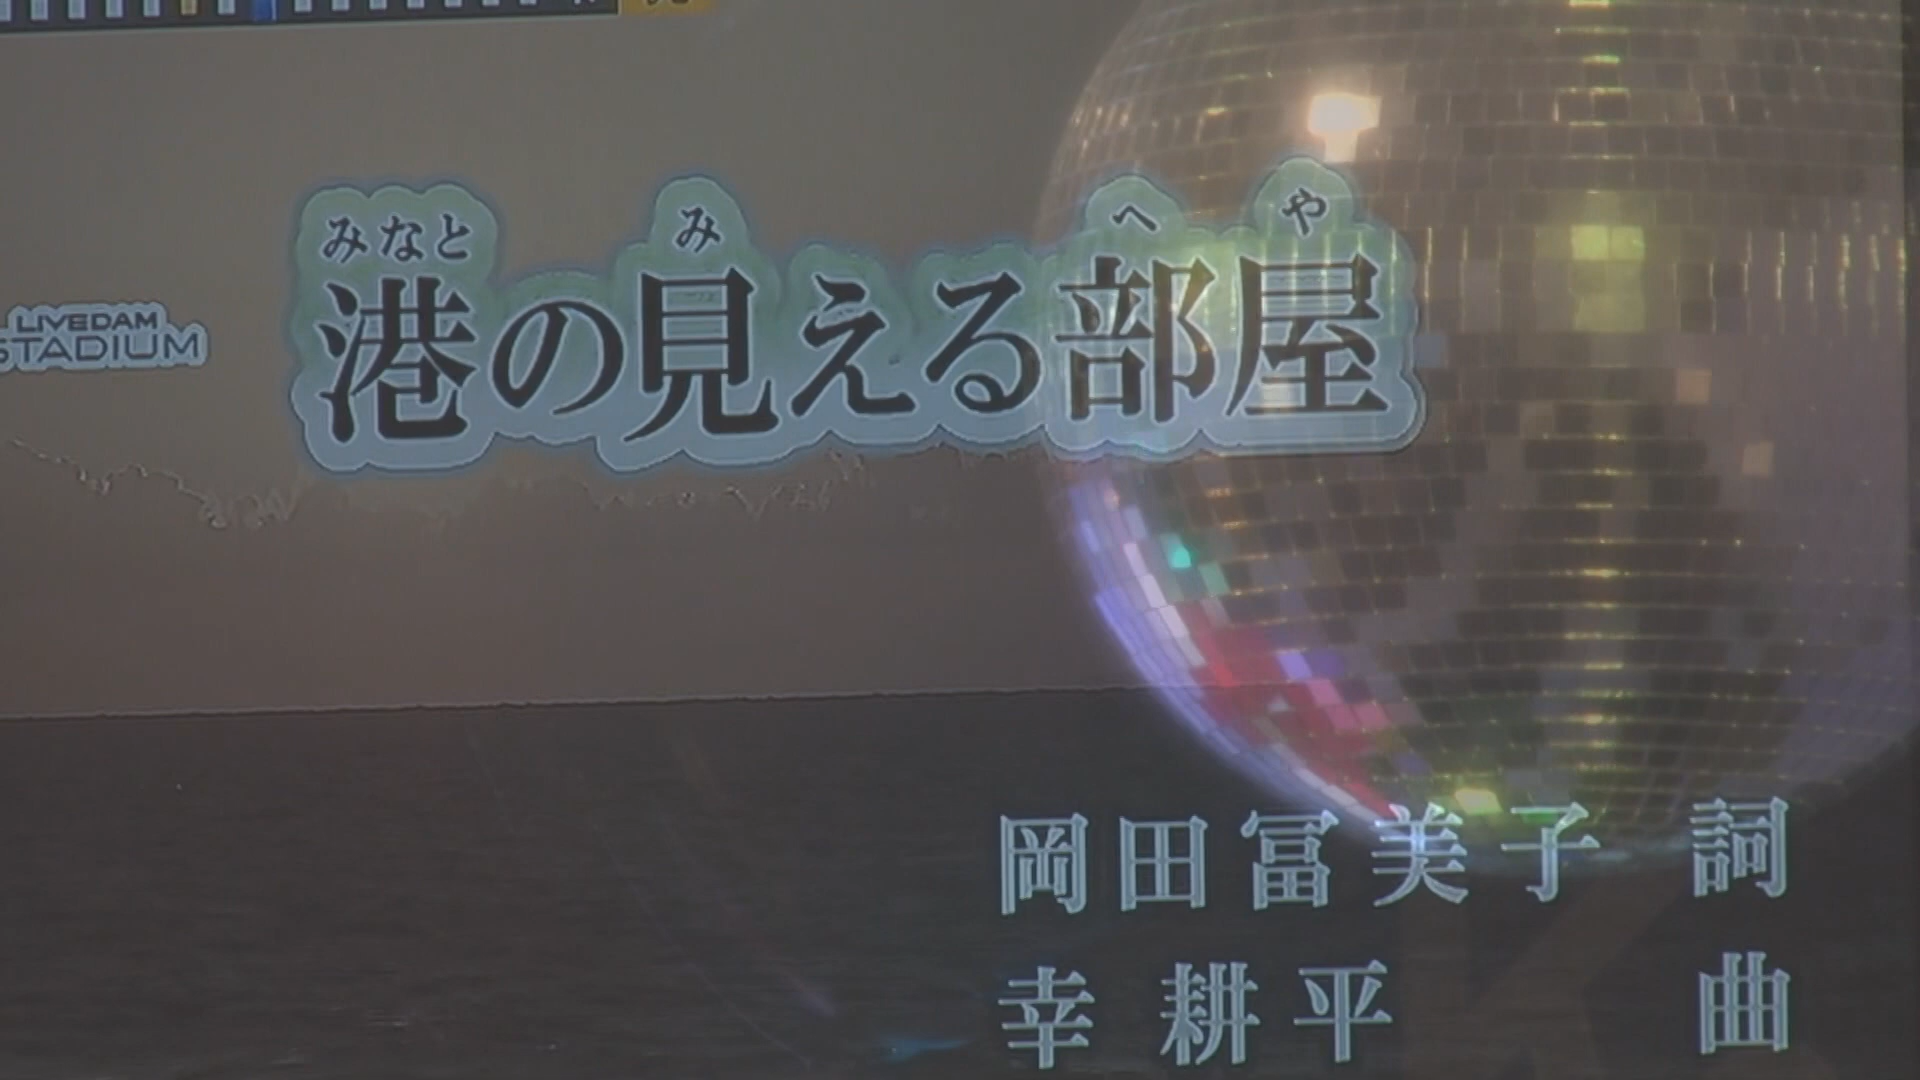 LIVEDAM
STADIUM
みなと み へ や
港の見える部屋
岡田冨美子 詞
幸耕平 曲